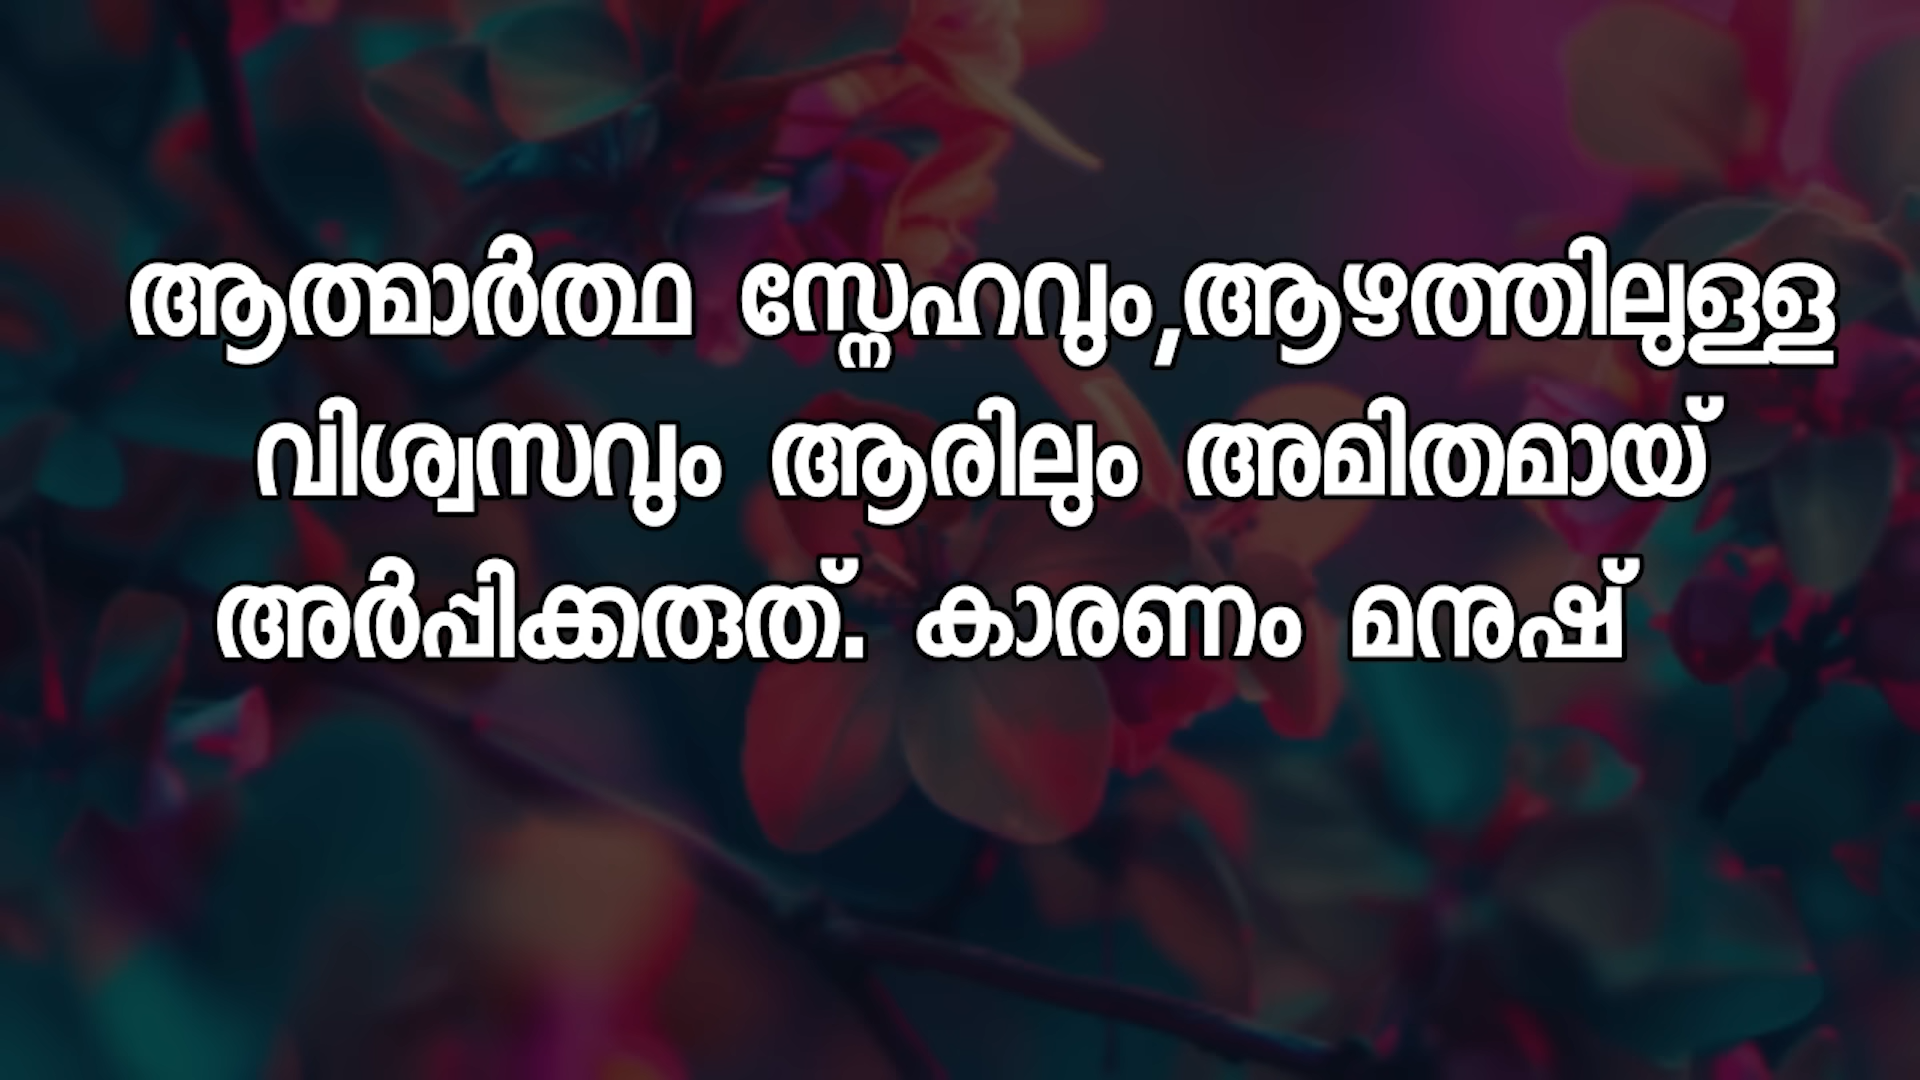 ആത്മാർത്ഥ സ്നേഹവും,ആഴത്തിലുള്ള
വിശ്വസവും ആരിലും അമിതമായ്
അർപ്പിക്കരുത്. കാരണം മനുഷ്